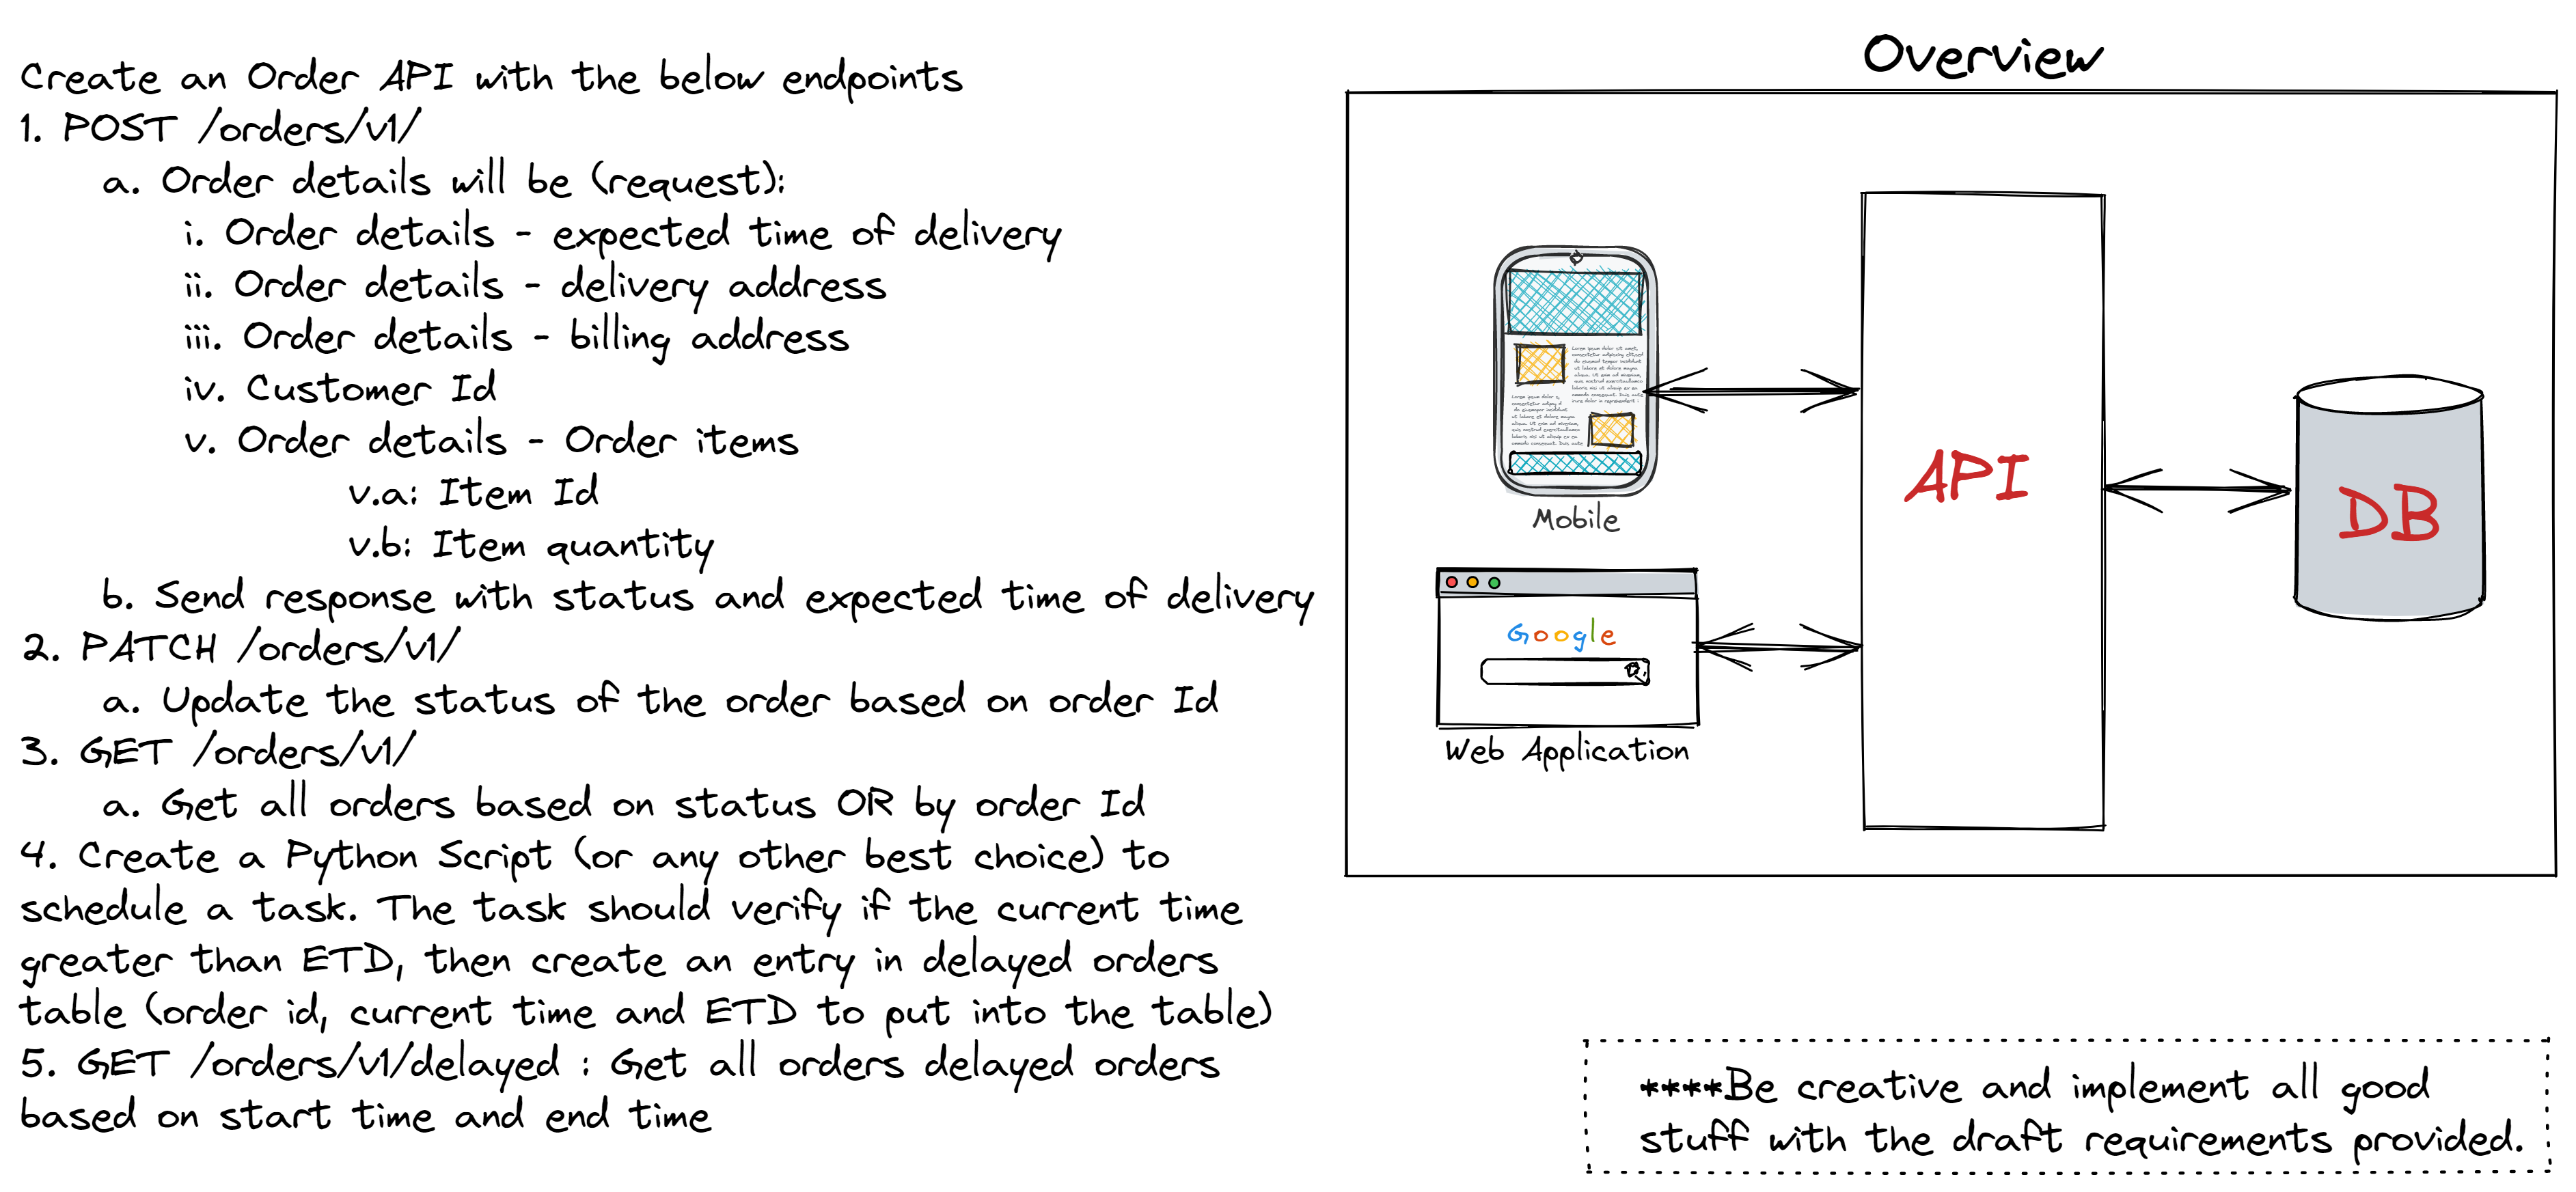 Create an Order API with the below endpoints
1. POST /orders/v1/
a. Order details will be (request):
i. Order details - expected time of delivery
ii. Order details - delivery address
iii. Order details - billing address
iv. Customer Id
v. Order details - Order items
v.a: Item Id
v.b: Item quantity
b. Send response with status and expected time of delivery
2. PATCH /orders/v1/
a. Update the status of the order based on order Id
3. GET /orders/v1/
a. Get all orders based on status OR by order Id
4. Create a Python Script (or any other best choice) to
schedule a task. The task should verify if the current time
greater than ETD, then create an entry in delayed orders
table (order id, current time and ETD to put into the table)
5. GET /orders/v1/delayed : Get all orders delayed orders
based on start time and end time
Overview
Mobile
Google
Web Application
API
DB
****Be creative and implement all good
stuff with the draft requirements provided.